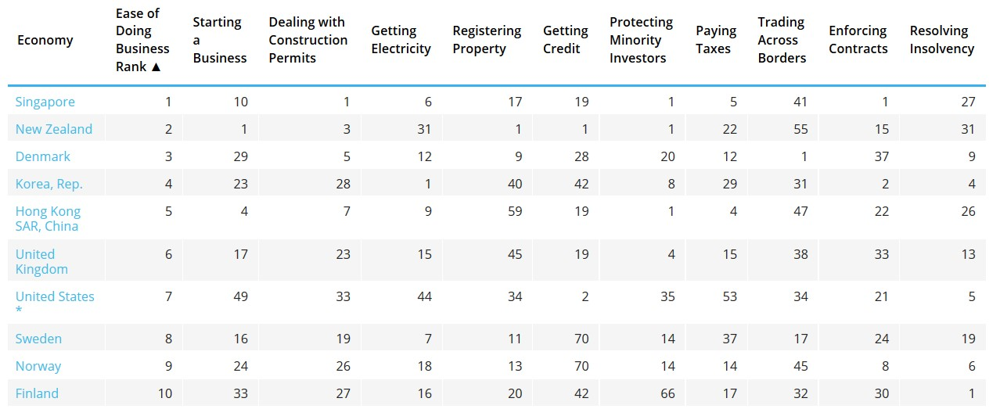 Economy Ease of Doing Business Rank ▲ Starting a Business Dealing with Construction Permits Getting Electricity Registering Property Getting Credit Protecting Minority Investors Paying Taxes Trading Across Borders Enforcing Contracts Resolving Insolvency
Singapore 1 10 1 6 17 19 1 5 41 1 27
New Zealand 2 1 3 31 1 1 1 22 55 15 31
Denmark 3 29 5 12 9 28 20 12 1 37 9
Korea, Rep. 4 23 28 1 40 42 8 29 31 2 4
Hong Kong SAR, China 5 4 7 9 59 19 1 4 47 22 26
United Kingdom 6 17 23 15 45 19 4 15 38 33 13
United States * 7 49 33 44 34 2 35 53 34 21 5
Sweden 8 16 19 7 11 70 14 37 17 24 19
Norway 9 24 26 18 13 70 14 14 45 8 6
Finland 10 33 27 16 20 42 66 17 32 30 1